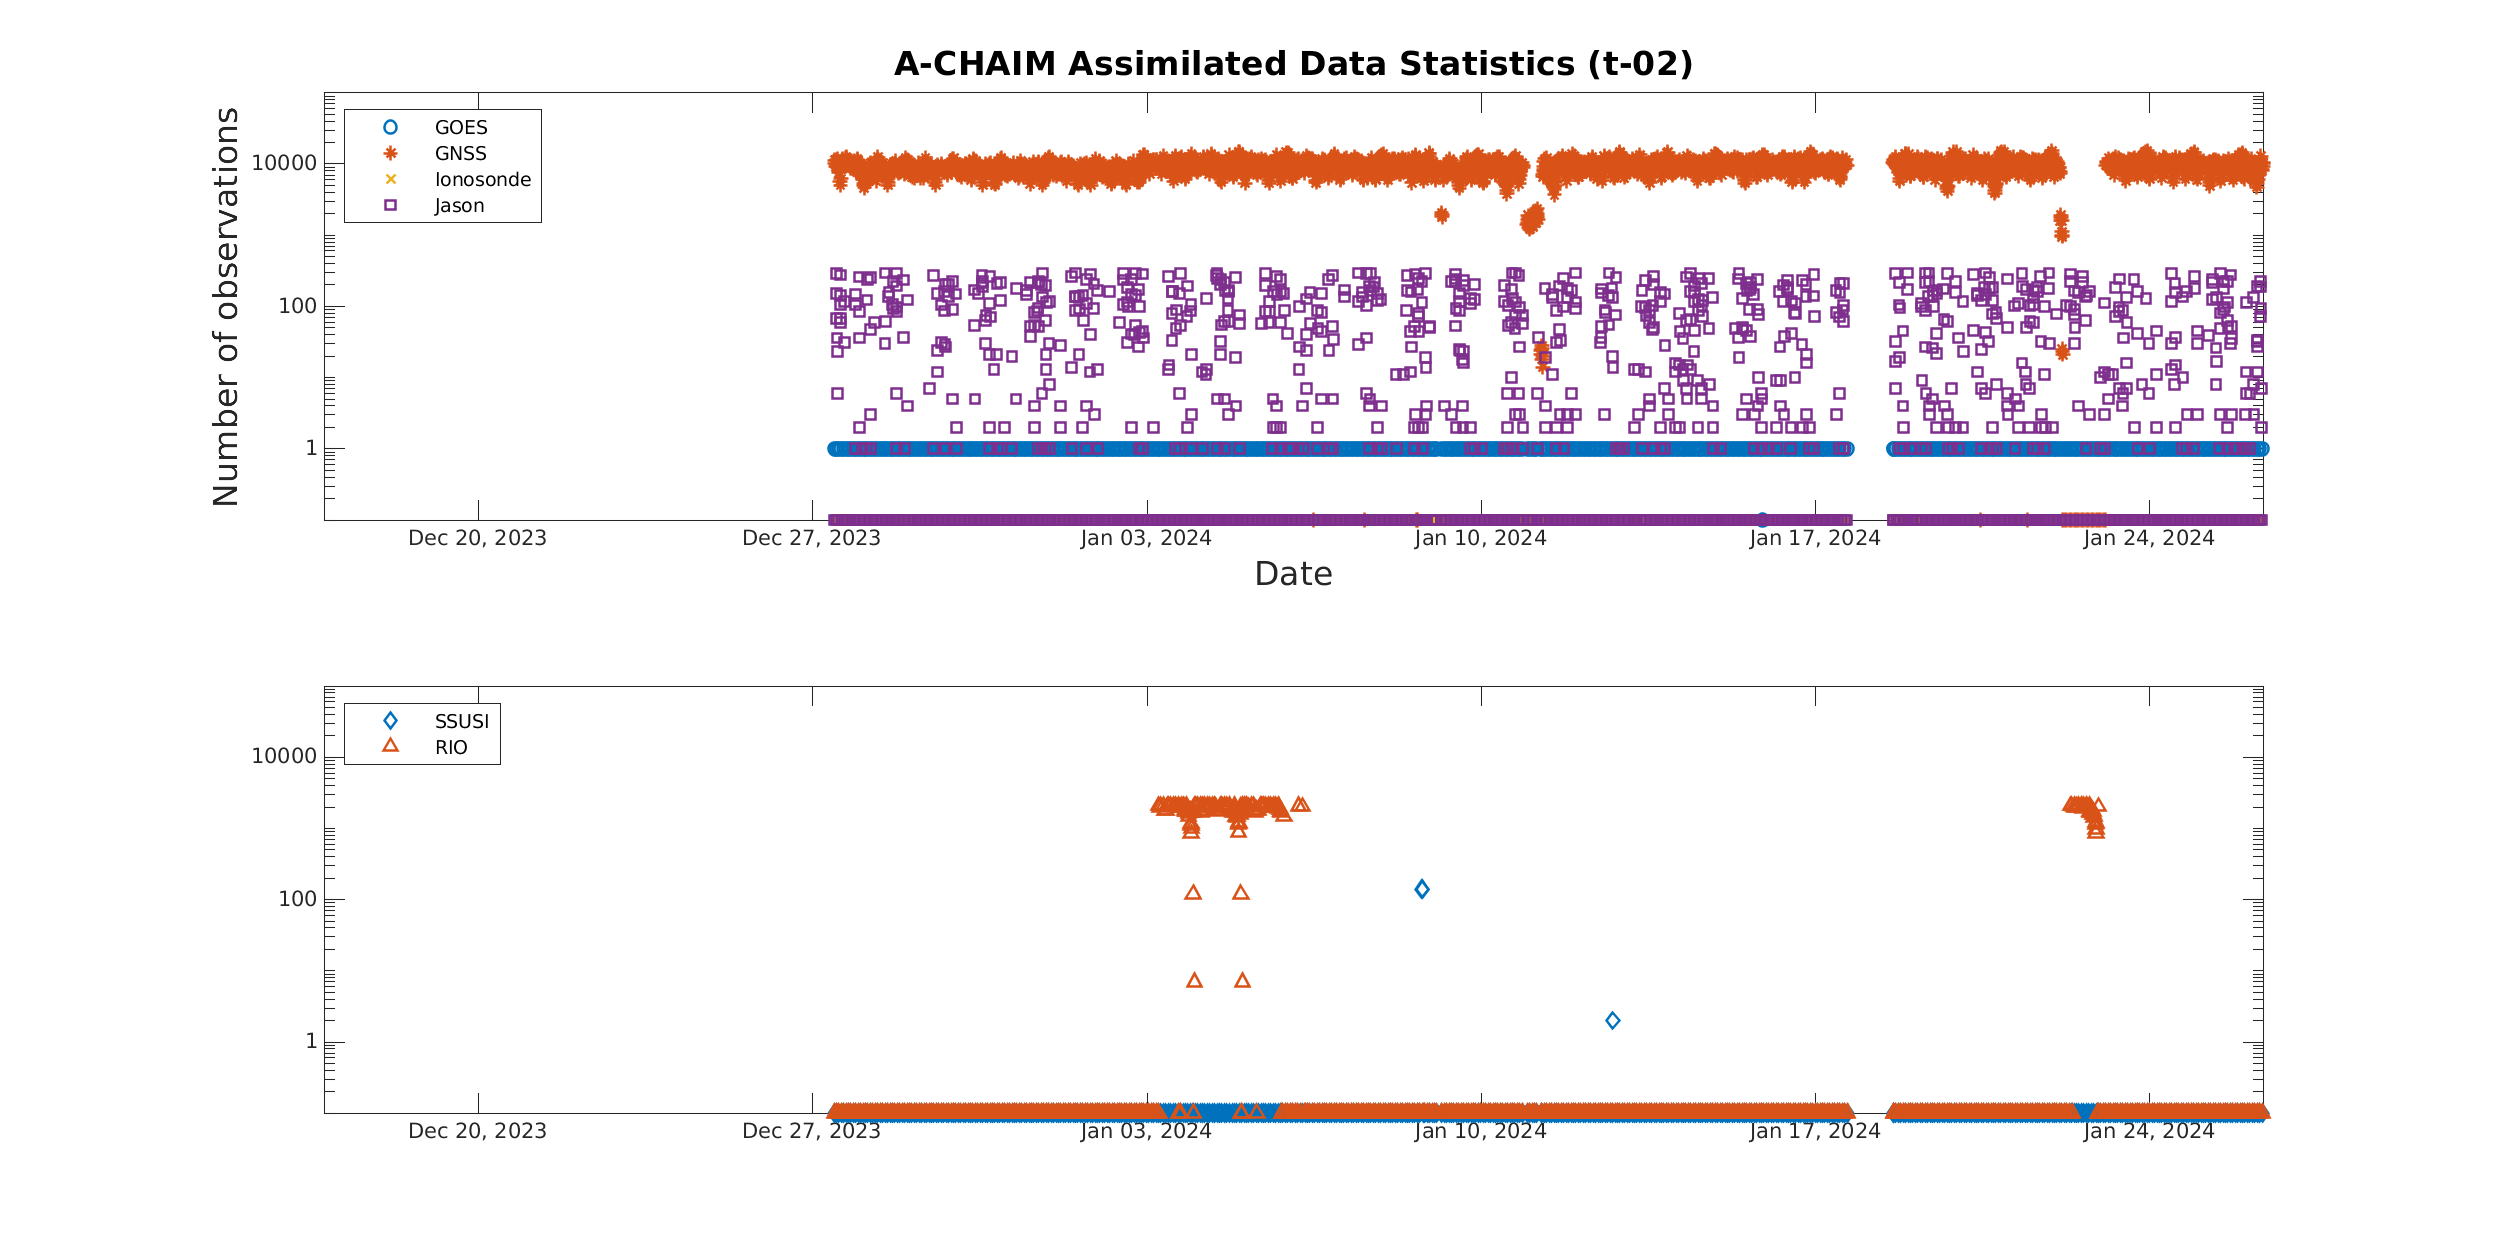 A-CHAIM Assimilated Data Statistics (t-02)
Number of observations
10000
100
1
GOES
GNSS
Ionosonde
Jason
Dec 20, 2023
Dec 27, 2023
Jan 03, 2024
Jan 10, 2024
Jan 17, 2024
Jan 24, 2024
Date
10000
100
1
SSUSI
RIO
Dec 20, 2023
Dec 27, 2023
Jan 03, 2024
Jan 10, 2024
Jan 17, 2024
Jan 24, 2024